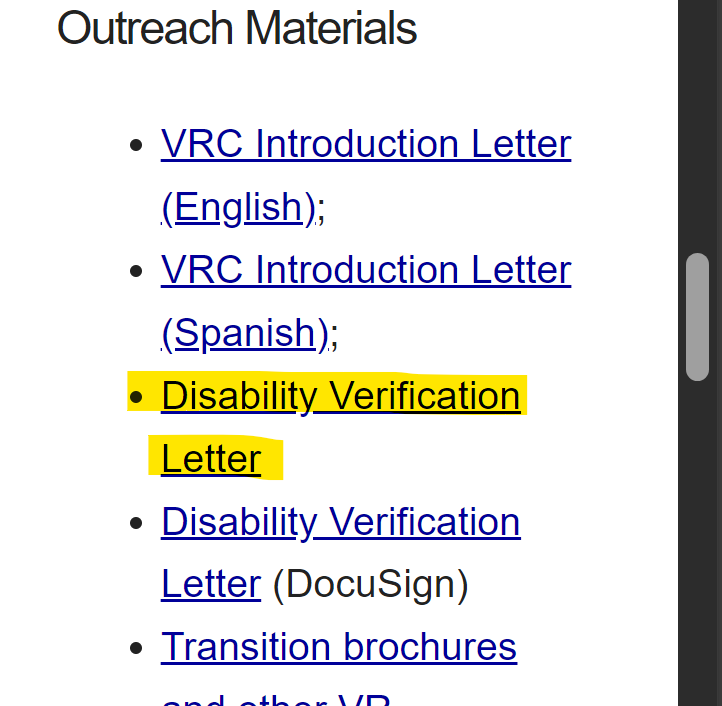 Outreach Materials
• VRC Introduction Letter
(English);
• VRC Introduction Letter
(Spanish);
• Disability Verification
Letter
• Disability Verification
Letter (DocuSign)
• Transition brochures
and other VR